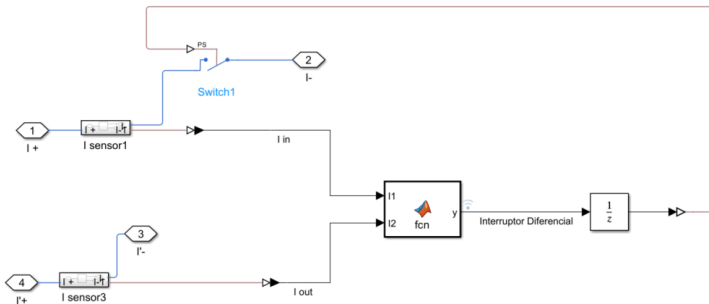 PS
2
I-
Switch1
1
I +
I + I-
I sensor1
I in
I1
I2
y
fcn
Interruptor Diferencial
1
z
3
I'-
4
I'+
I + I-
I sensor3
I out